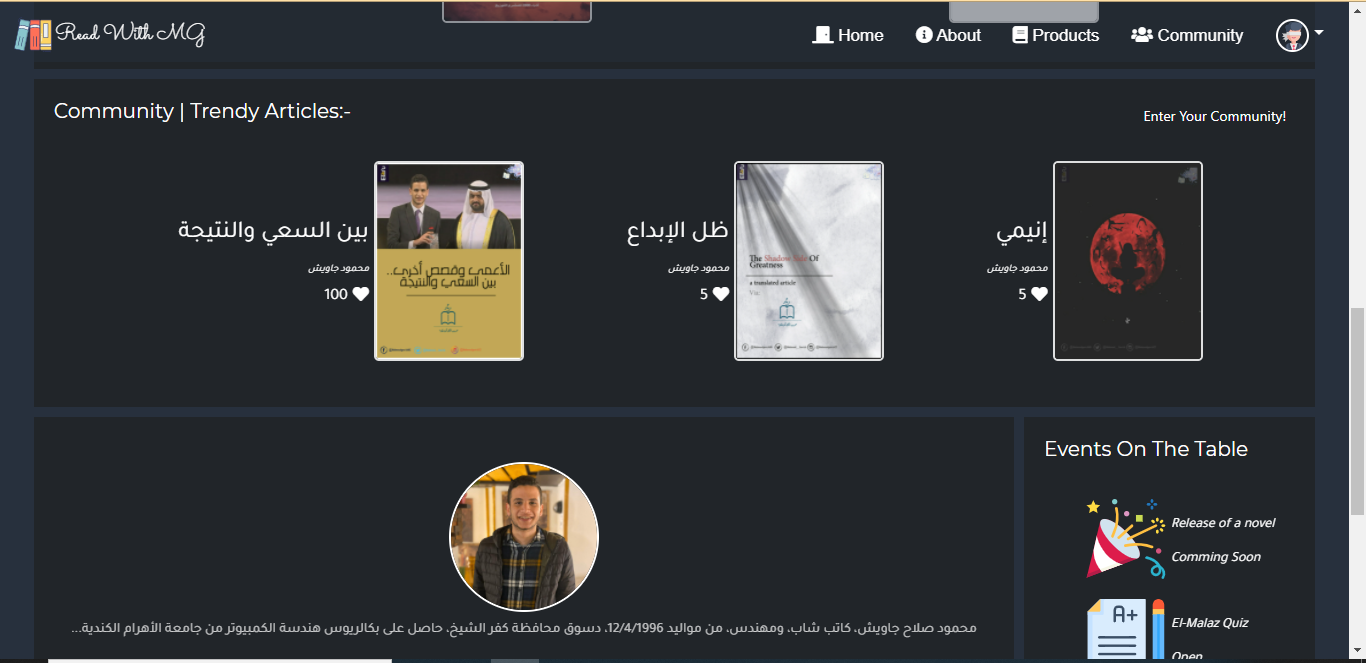 Read With MG
Home
About
Products
Community
Community | Trendy Articles:-
Enter Your Community!
بين السعي والنتيجة
محمود جاويش
100
الأعمى وقصص أخرى..
بين السعي والنتيجة
ظل الإبداع
محمود جاويش
5
The Shadow Side Of
Greatness
a translated article
إنيمي
محمود جاويش
5
محمود صلاح جاويش، كاتب شاب، ومهندس، من مواليد 12/4/1996، دسوق محافظة كفر الشيخ، حاصل على بكالريوس هندسة الكمبيوتر من جامعة الأهرام الكندية...
Events On The Table
Release of a novel
Comming Soon
A+
El-Malaz Quiz
Open